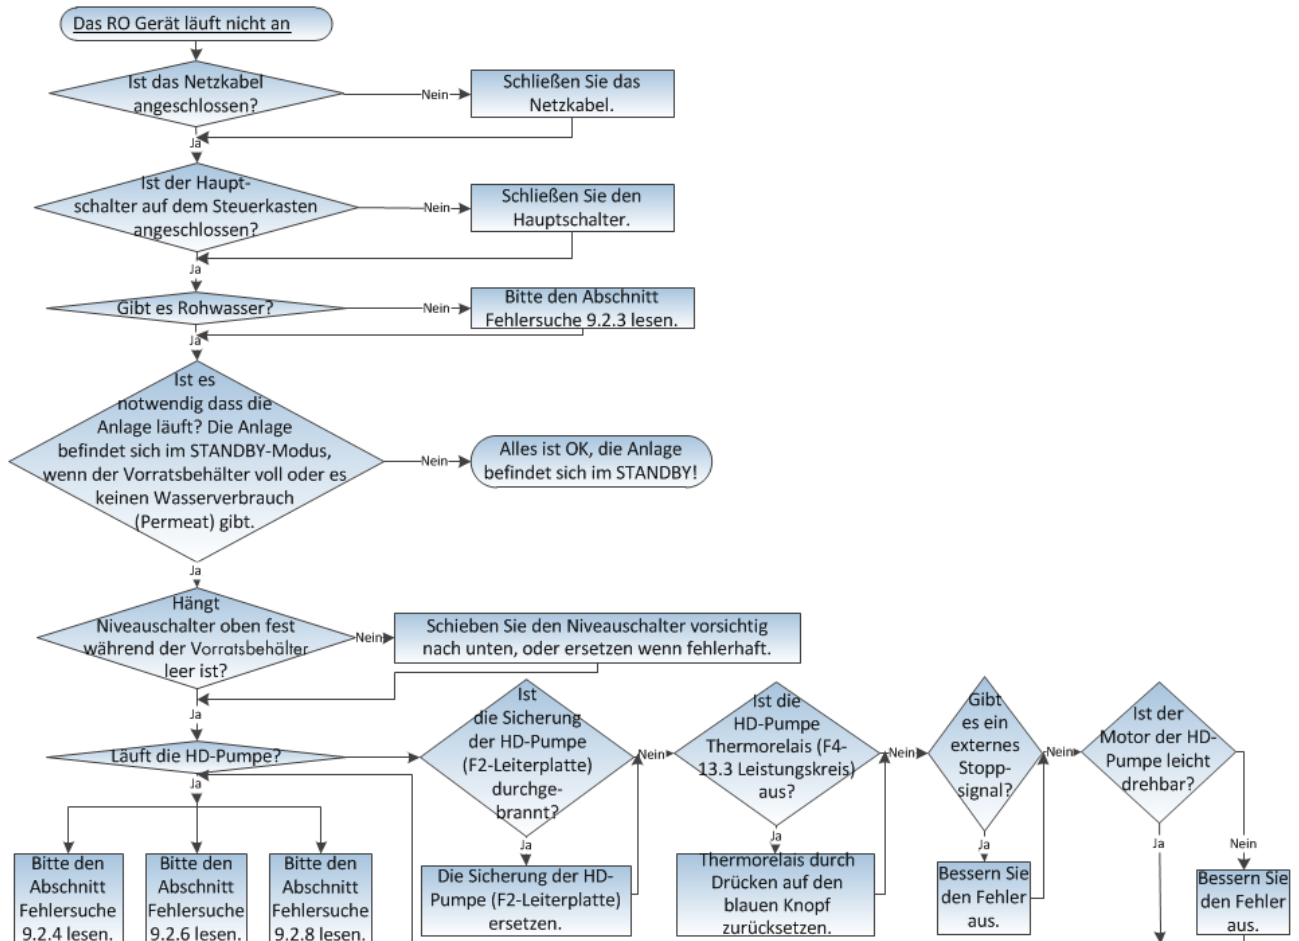 Das RO Gerät läuft nicht an
Ist das Netzkabel
angeschlossen?
Nein
Schließen Sie das
Netzkabel.
Ja
Ist der Haupt-
schalter auf dem Steuerkasten
angeschlossen?
Nein
Schließen Sie den
Hauptschalter.
Ja
Gibt es Rohwasser?
Nein
Bitte den Abschnitt
Fehlersuche 9.2.3 lesen.
Ja
Ist es
notwendig dass die
Anlage läuft? Die Anlage
befindet sich im STANDBY-Modus,
wenn der Vorratsbehälter voll oder es
keinen Wasserverbrauch
(Permeat) gibt.
Nein
Alles ist OK, die Anlage
befindet sich im STANDBY!
Ja
Hängt
Niveauschalter oben fest
während der Vorratsbehälter
leer ist?
Nein
Schieben Sie den Niveauschalter vorsichtig
nach unten, oder ersetzen wenn fehlerhaft.
Ja
Läuft die HD-Pumpe?
Ist
die Sicherung
der HD-Pumpe
(F2-Leiterplatte)
durchge-
brannt?
Nein
Ist die
HD-Pumpe
Thermorelais (F4-
13.3 Leistungskreis)
aus?
Nein
Gibt
es ein
externes
Stopp-
signal?
Nein
Ist der
Motor der HD-
Pumpe leicht
drehbar?
Ja
Ja
Ja
Ja
Ja
Nein
Bitte den
Abschnitt
Fehlersuche
9.2.4 lesen.
Bitte den
Abschnitt
Fehlersuche
9.2.6 lesen.
Bitte den
Abschnitt
Fehlersuche
9.2.8 lesen.
Die Sicherung der HD-
Pumpe (F2-Leiterplatte)
ersetzen.
Thermorelais durch
Drücken auf den
blauen Knopf
zurücksetzen.
Bessern Sie
den Fehler
aus.
Bessern Sie
den Fehler
aus.